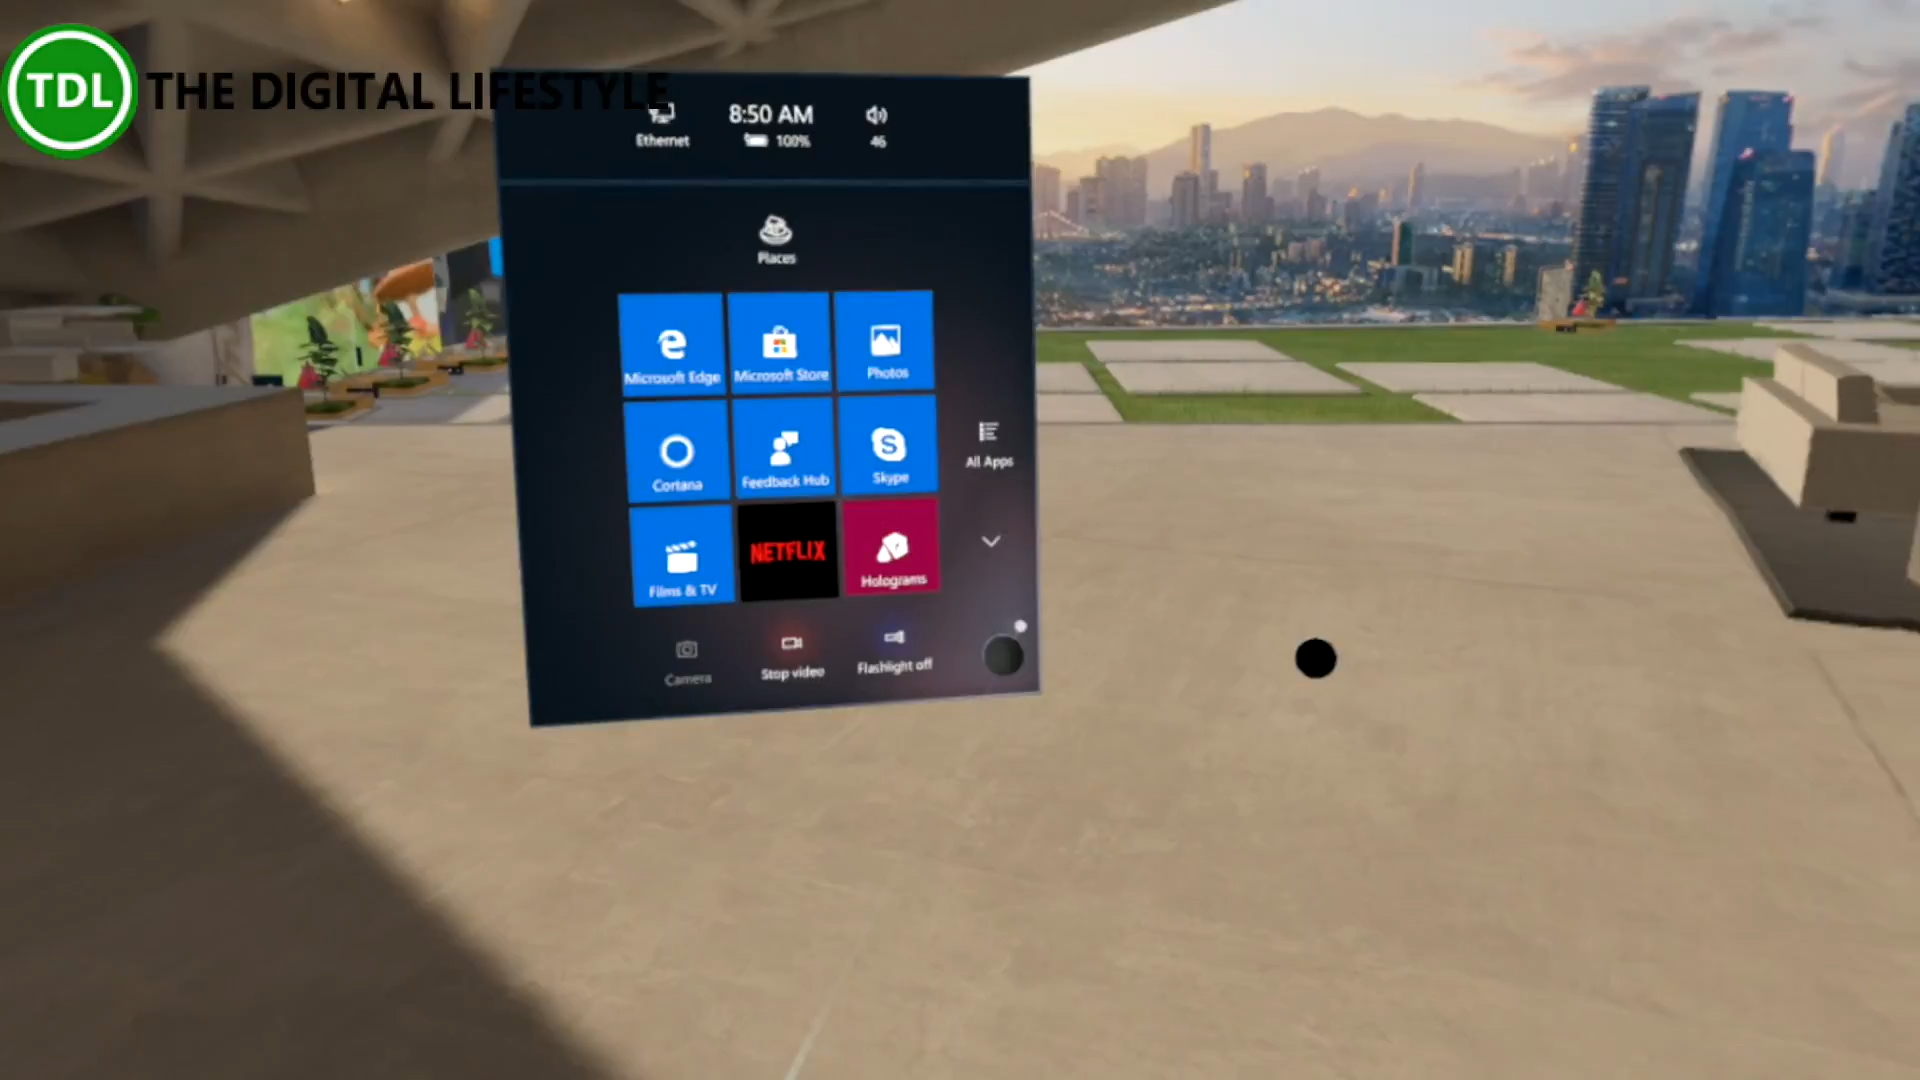 TDL THE DIGITAL LIFESTYLE
8:50 AM
Ethernet 100% 46
Places
Microsoft Edge Microsoft Store Photos
All Apps
Cortana Feedback Hub Skype
NETFLIX
Films & TV Holograms
Camera Stop video Flashlight off